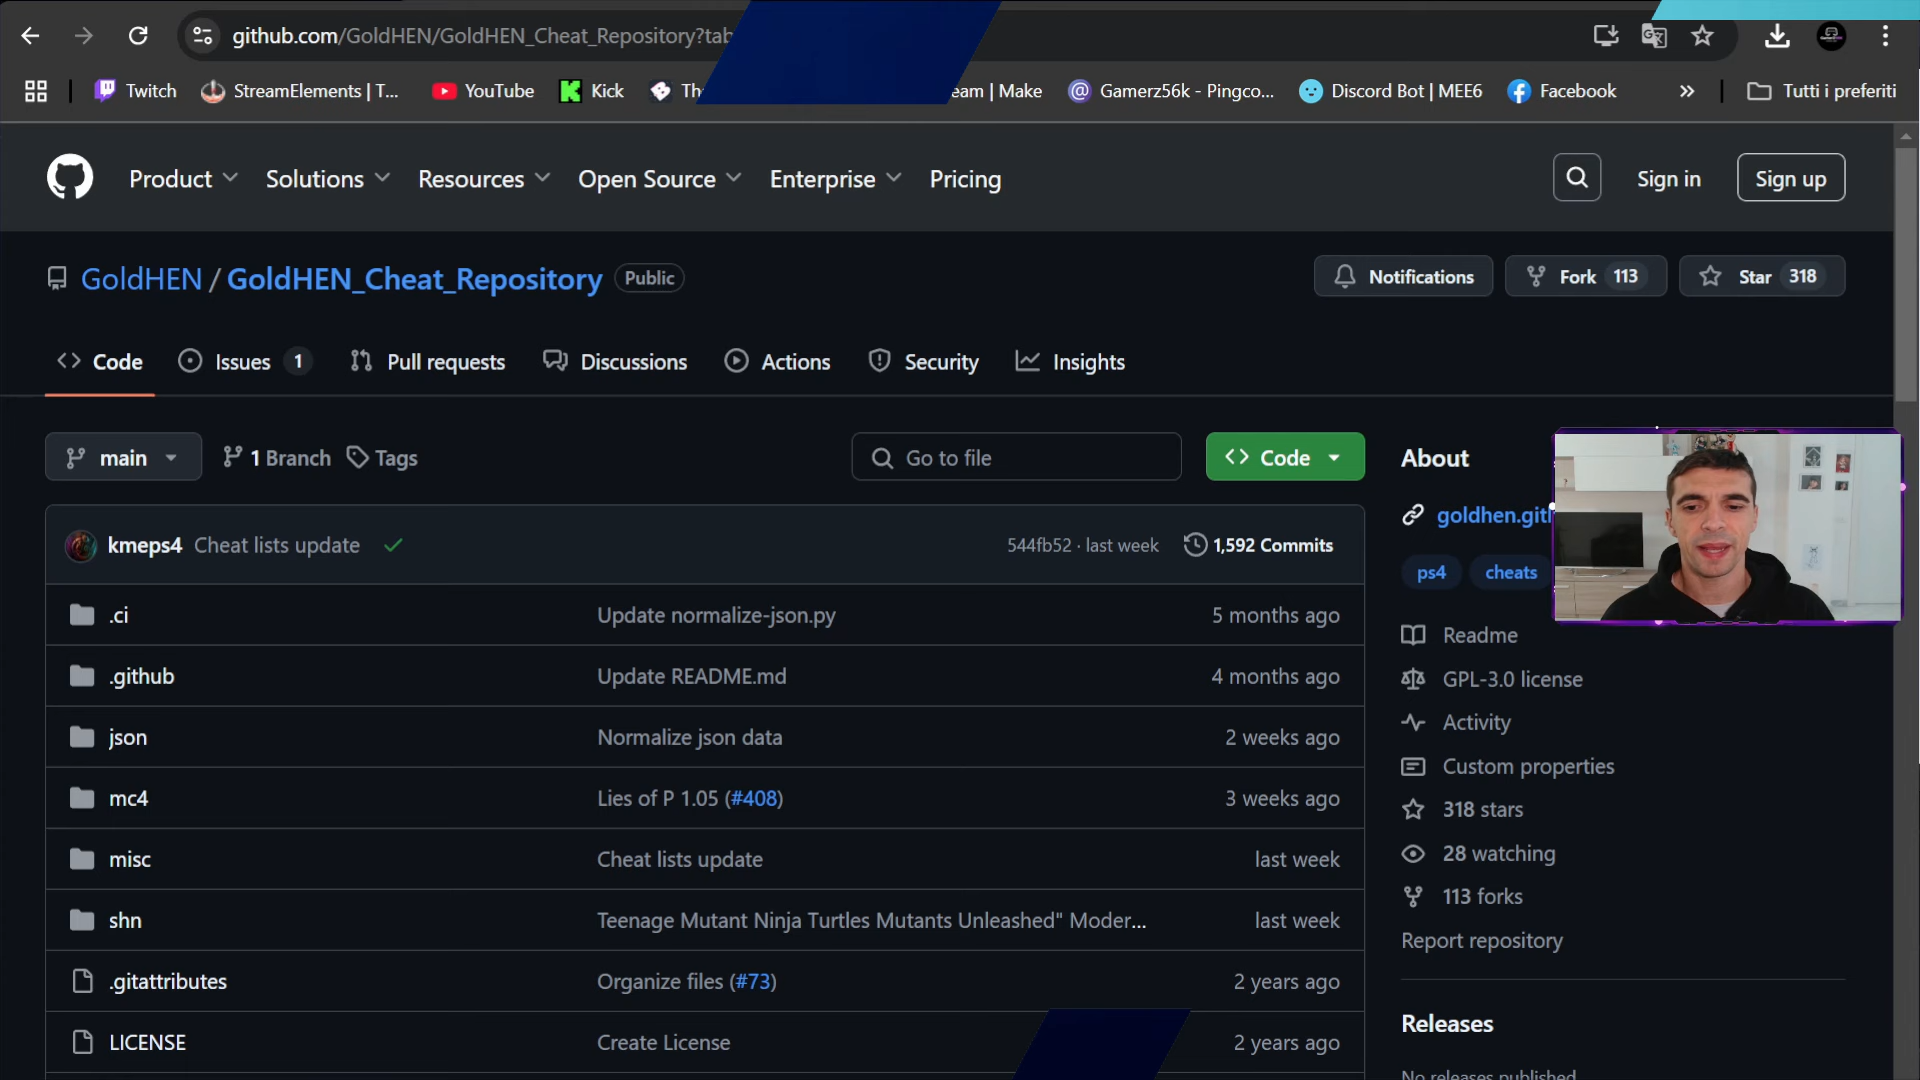 github.com/GoldHEN/GoldHEN_Cheat_Repository?tab
Twitch
StreamElements | T...
YouTube
Kick
Th
eam | Make
Gamerz56k - Pingco...
Discord Bot | MEE6
Facebook
Tutti i preferiti
Product
Solutions
Resources
Open Source
Enterprise
Pricing
Sign in
Sign up
GoldHEN / GoldHEN_Cheat_Repository
Public
Notifications
Fork 113
Star 318
Code
Issues 1
Pull requests
Discussions
Actions
Security
Insights
main
1 Branch
Tags
Go to file
Code
kmeps4 Cheat lists update
544fb52 · last week
1,592 Commits
.ci Update normalize-json.py 5 months ago
.github Update README.md 4 months ago
json Normalize json data 2 weeks ago
mc4 Lies of P 1.05 (#408) 3 weeks ago
misc Cheat lists update last week
shn Teenage Mutant Ninja Turtles Mutants Unleashed" Moder... last week
.gitattributes Organize files (#73) 2 years ago
LICENSE Create License 2 years ago
About
goldhen.gith
ps4
cheats
Readme
GPL-3.0 license
Activity
Custom properties
318 stars
28 watching
113 forks
Report repository
Releases
No releases published